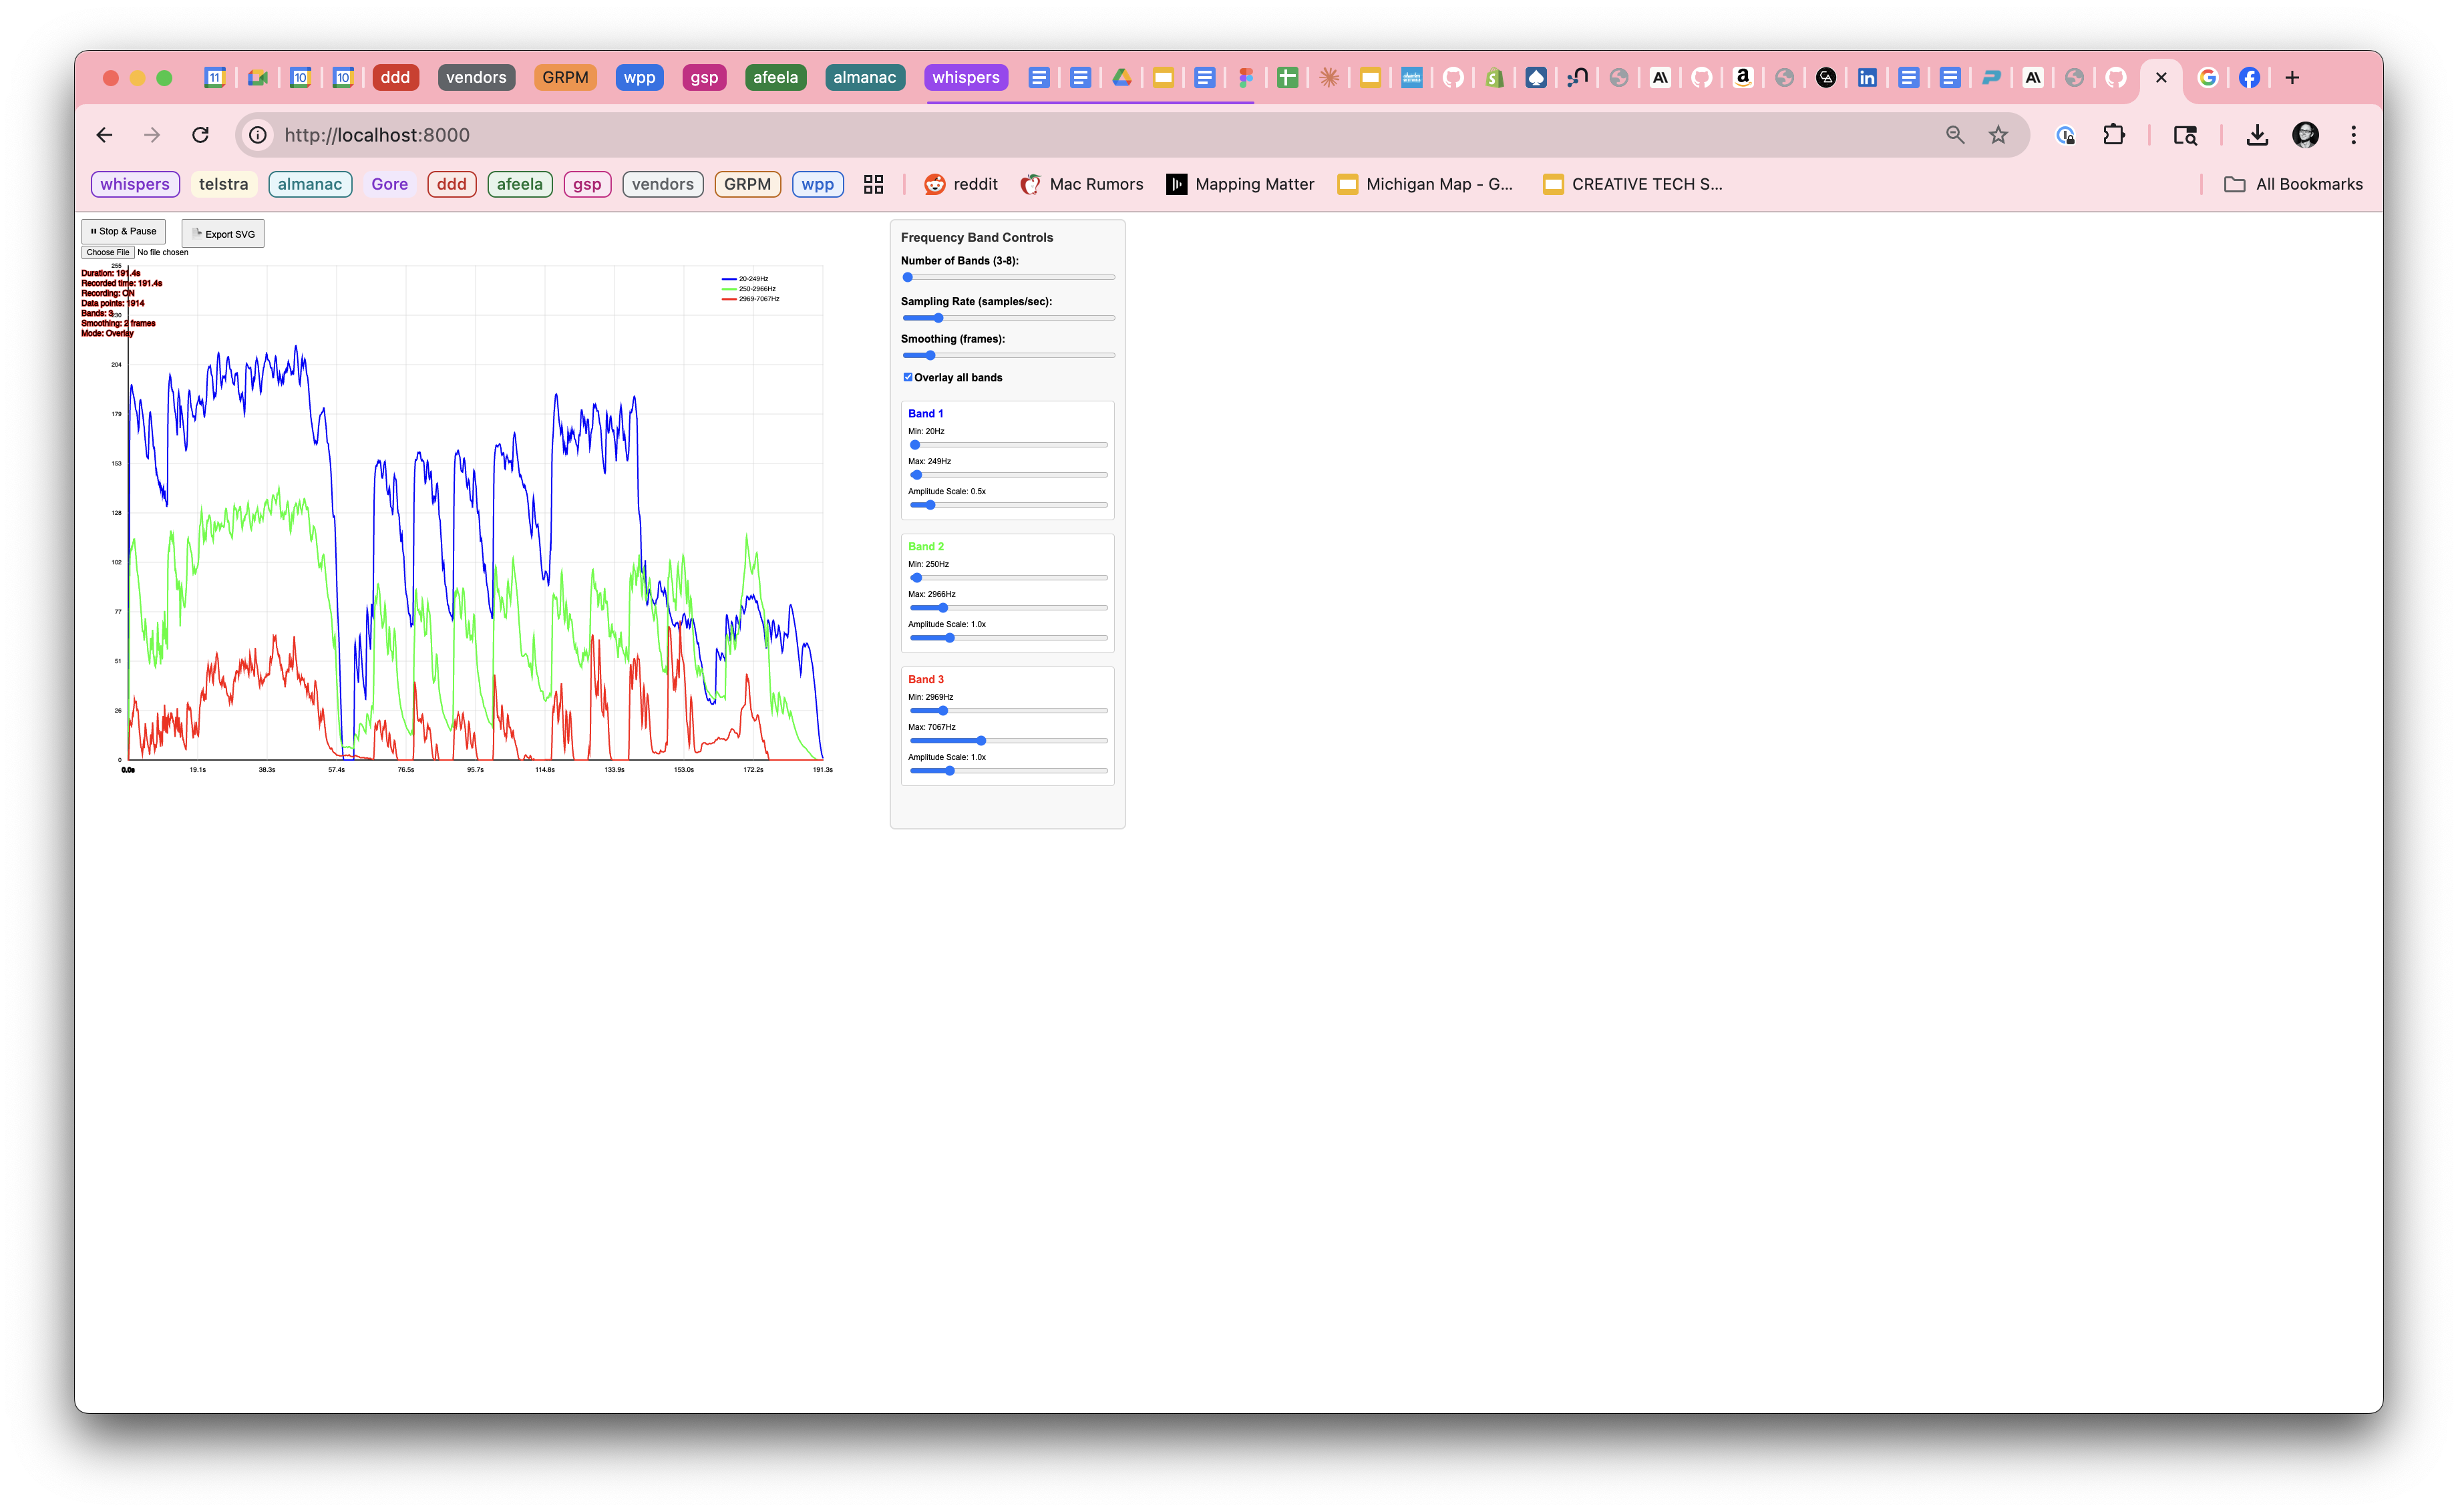 11 10 10 ddd vendors GRPM wpp gsp afeela almanac whispers
http://localhost:8000
whispers telstra almanac Gore ddd afeela gsp vendors GRPM wpp reddit Mac Rumors Mapping Matter Michigan Map - G... CREATIVE TECH S... All Bookmarks
Stop & Pause Export SVG
Choose File No file chosen
255
Duration: 191.4s
Recorded time: 191.4s
Recording: ON
Data points: 1914
Bands: 3
230
Smoothing: 2 frames
Mode: Overlay
204
179
153
128
102
77
51
26
0
0.0s 19.1s 38.3s 57.4s 76.5s 95.7s 114.8s 133.9s 153.0s 172.2s 191.3s
20-249Hz
250-2966Hz
2969-7067Hz
Frequency Band Controls
Number of Bands (3-8):
Sampling Rate (samples/sec):
Smoothing (frames):
Overlay all bands
Band 1
Min: 20Hz
Max: 249Hz
Amplitude Scale: 0.5x
Band 2
Min: 250Hz
Max: 2966Hz
Amplitude Scale: 1.0x
Band 3
Min: 2969Hz
Max: 7067Hz
Amplitude Scale: 1.0x